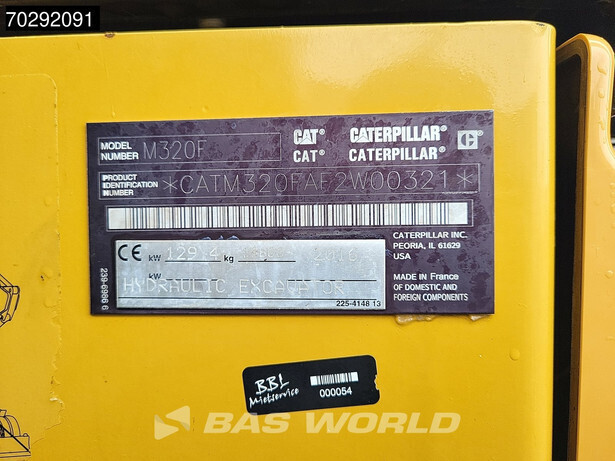 70292091
MODEL NUMBER M320F
CAT CATERPILLAR C
CAT CATERPILLAR
PRODUCT IDENTIFICATION NUMBER *CATM320FAF2W00321*
CATERPILLAR INC.
PEORIA, IL 61629
USA
CE kW 129.4 kg
kW
HYDRAULIC EXCAVATOR
225-4148 13
MADE IN France
OF DOMESTIC AND
FOREIGN COMPONENTS
239-6986 6
BBL
Mietservice
000054
BAS WORLD